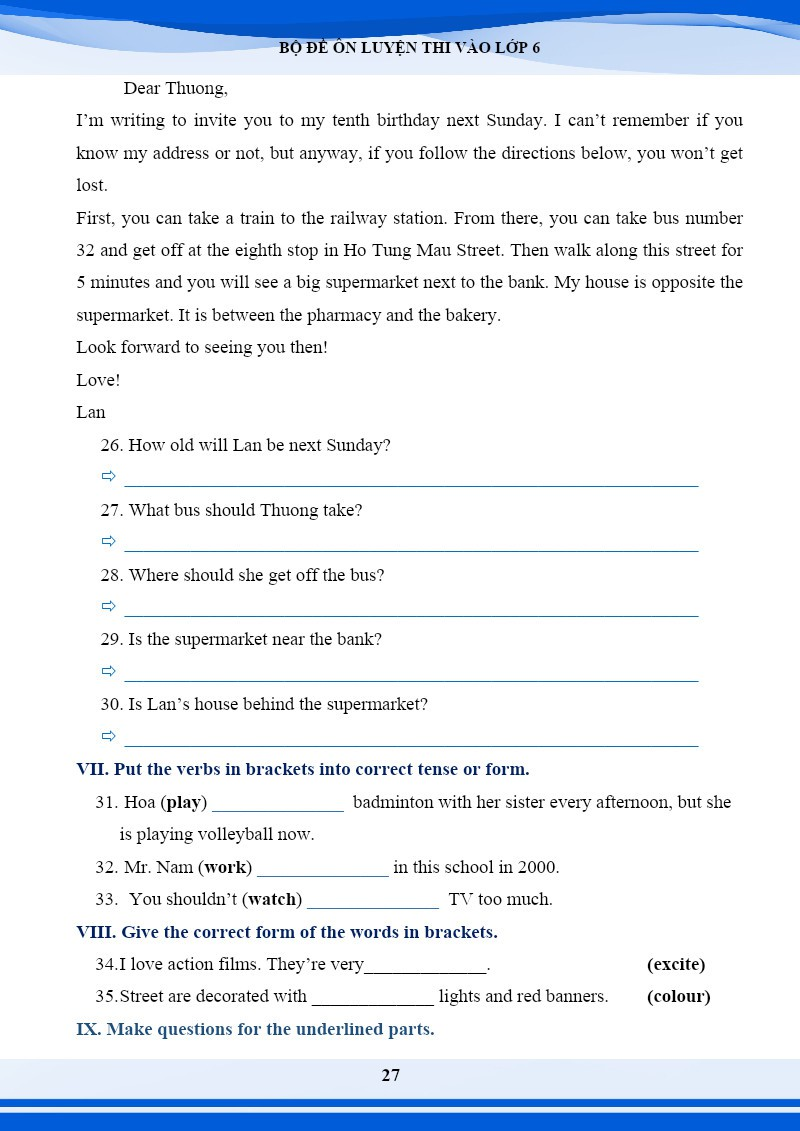 BỘ ĐỀ ÔN LUYỆN THI VÀO LỚP 6
Dear Thuong,
I'm writing to invite you to my tenth birthday next Sunday. I can't remember if you
know my address or not, but anyway, if you follow the directions below, you won't get
lost.
First, you can take a train to the railway station. From there, you can take bus number
32 and get off at the eighth stop in Ho Tung Mau Street. Then walk along this street for
5 minutes and you will see a big supermarket next to the bank. My house is opposite the
supermarket. It is between the pharmacy and the bakery.
Look forward to seeing you then!
Love!
Lan
26. How old will Lan be next Sunday?
⇨ ______________________________
27. What bus should Thuong take?
⇨ ______________________________
28. Where should she get off the bus?
⇨ ______________________________
29. Is the supermarket near the bank?
⇨ ______________________________
30. Is Lan's house behind the supermarket?
⇨ ______________________________
VII. Put the verbs in brackets into correct tense or form.
31. Hoa (play) ______________ badminton with her sister every afternoon, but she
is playing volleyball now.
32. Mr. Nam (work) ______________ in this school in 2000.
33. You shouldn't (watch) ______________ TV too much.
VIII. Give the correct form of the words in brackets.
34.I love action films. They're very_____________. (excite)
35.Street are decorated with _____________ lights and red banners. (colour)
IX. Make questions for the underlined parts.
27